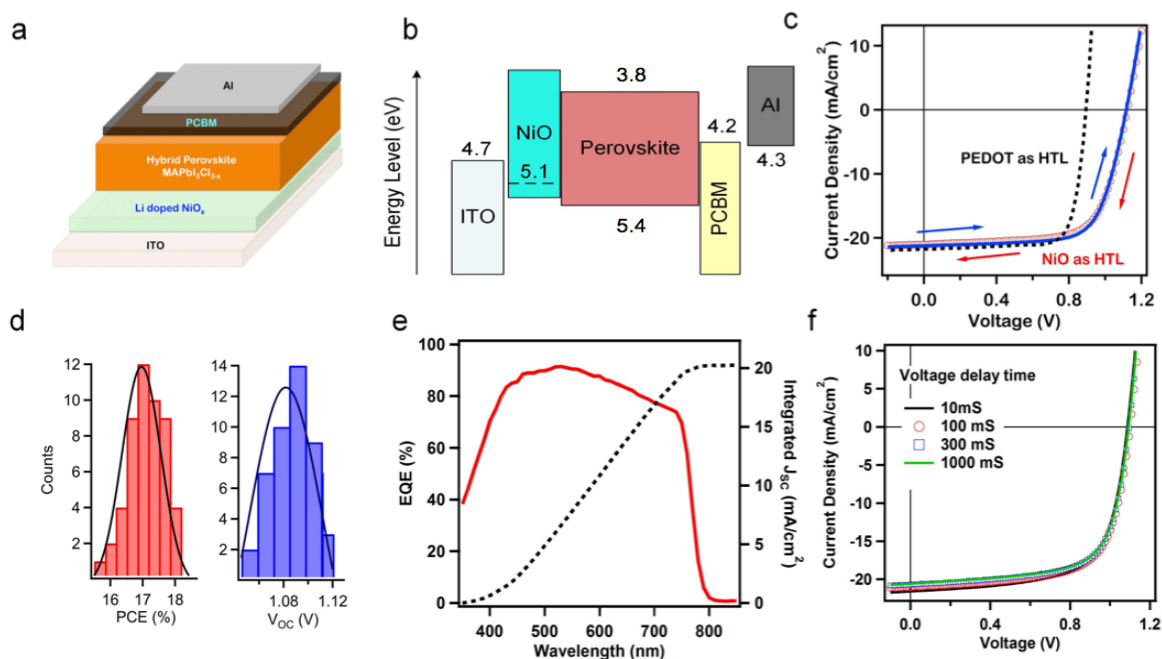 a
Al
PCBM
Hybrid Perovskite
MAPbI₃Cl₃₋ₓ
Li doped NiOₓ
ITO
b
Energy Level (eV)
4.7
ITO
NiO
5.1
3.8
Perovskite
5.4
4.2
PCBM
Al
4.3
c
Current Density (mA/cm²)
10
0
-10
-20
PEDOT as HTL
NiO as HTL
0.0
0.4
0.8
1.2
Voltage (V)
d
Counts
12
10
8
6
4
2
16
17
18
PCE (%)
14
12
10
8
6
4
2
1.08
1.12
V_OC (V)
e
EQE (%)
100
80
60
40
20
0
400
500
600
700
800
Wavelength (nm)
20
15
10
5
0
Integrated J_SC (mA/cm²)
f
Current Density (mA/cm²)
10
0
-10
-20
Voltage delay time
10mS
100 mS
300 mS
1000 mS
0.0
0.4
0.8
1.2
Voltage (V)